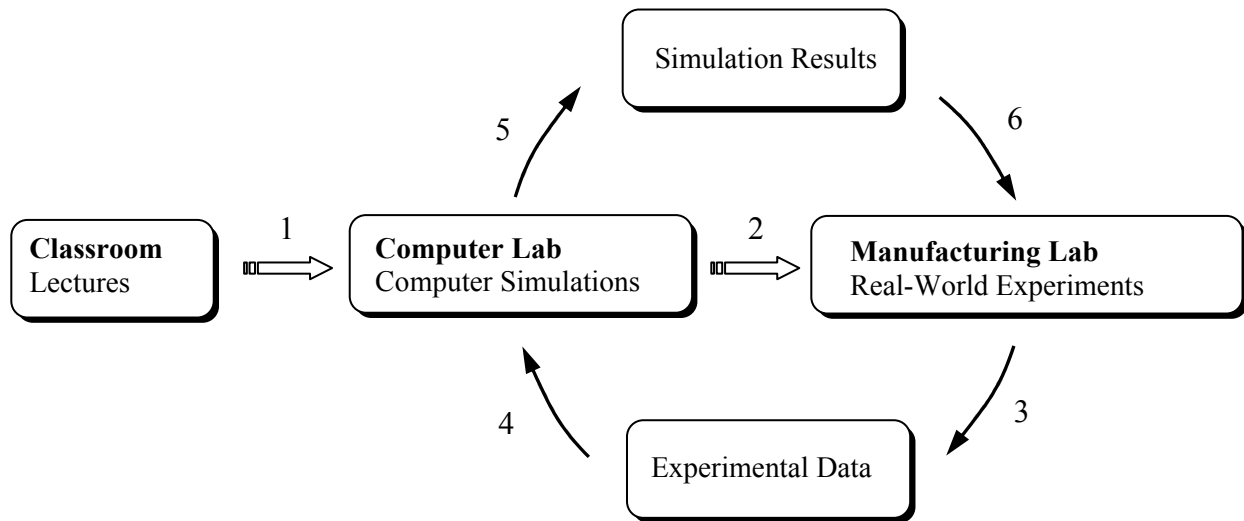 Simulation Results
5
6
1
2
Classroom
Lectures
Computer Lab
Computer Simulations
Manufacturing Lab
Real-World Experiments
4
3
Experimental Data